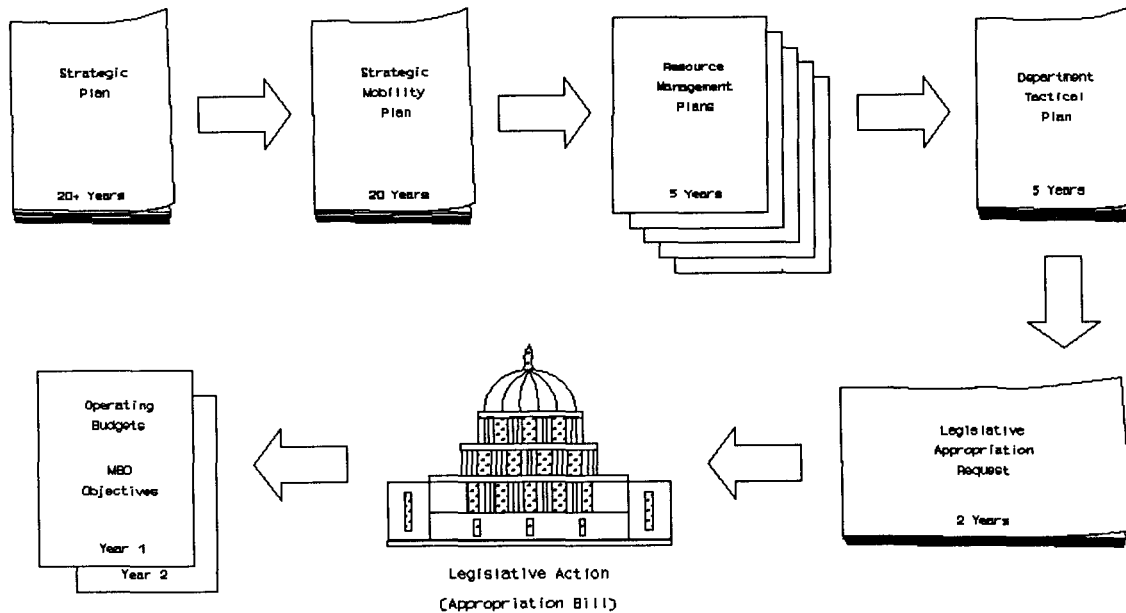 Strategic
Plan
20+ Years
Strategic
Mobility
Plan
20 Years
Resource
Management
Plans
5 Years
Department
Tactical
Plan
5 Years
Legislative
Appropriation
Request
2 Years
Legislative Action
(Appropriation Bill)
Operating
Budgets
MBO
Objectives
Year 1
Year 2